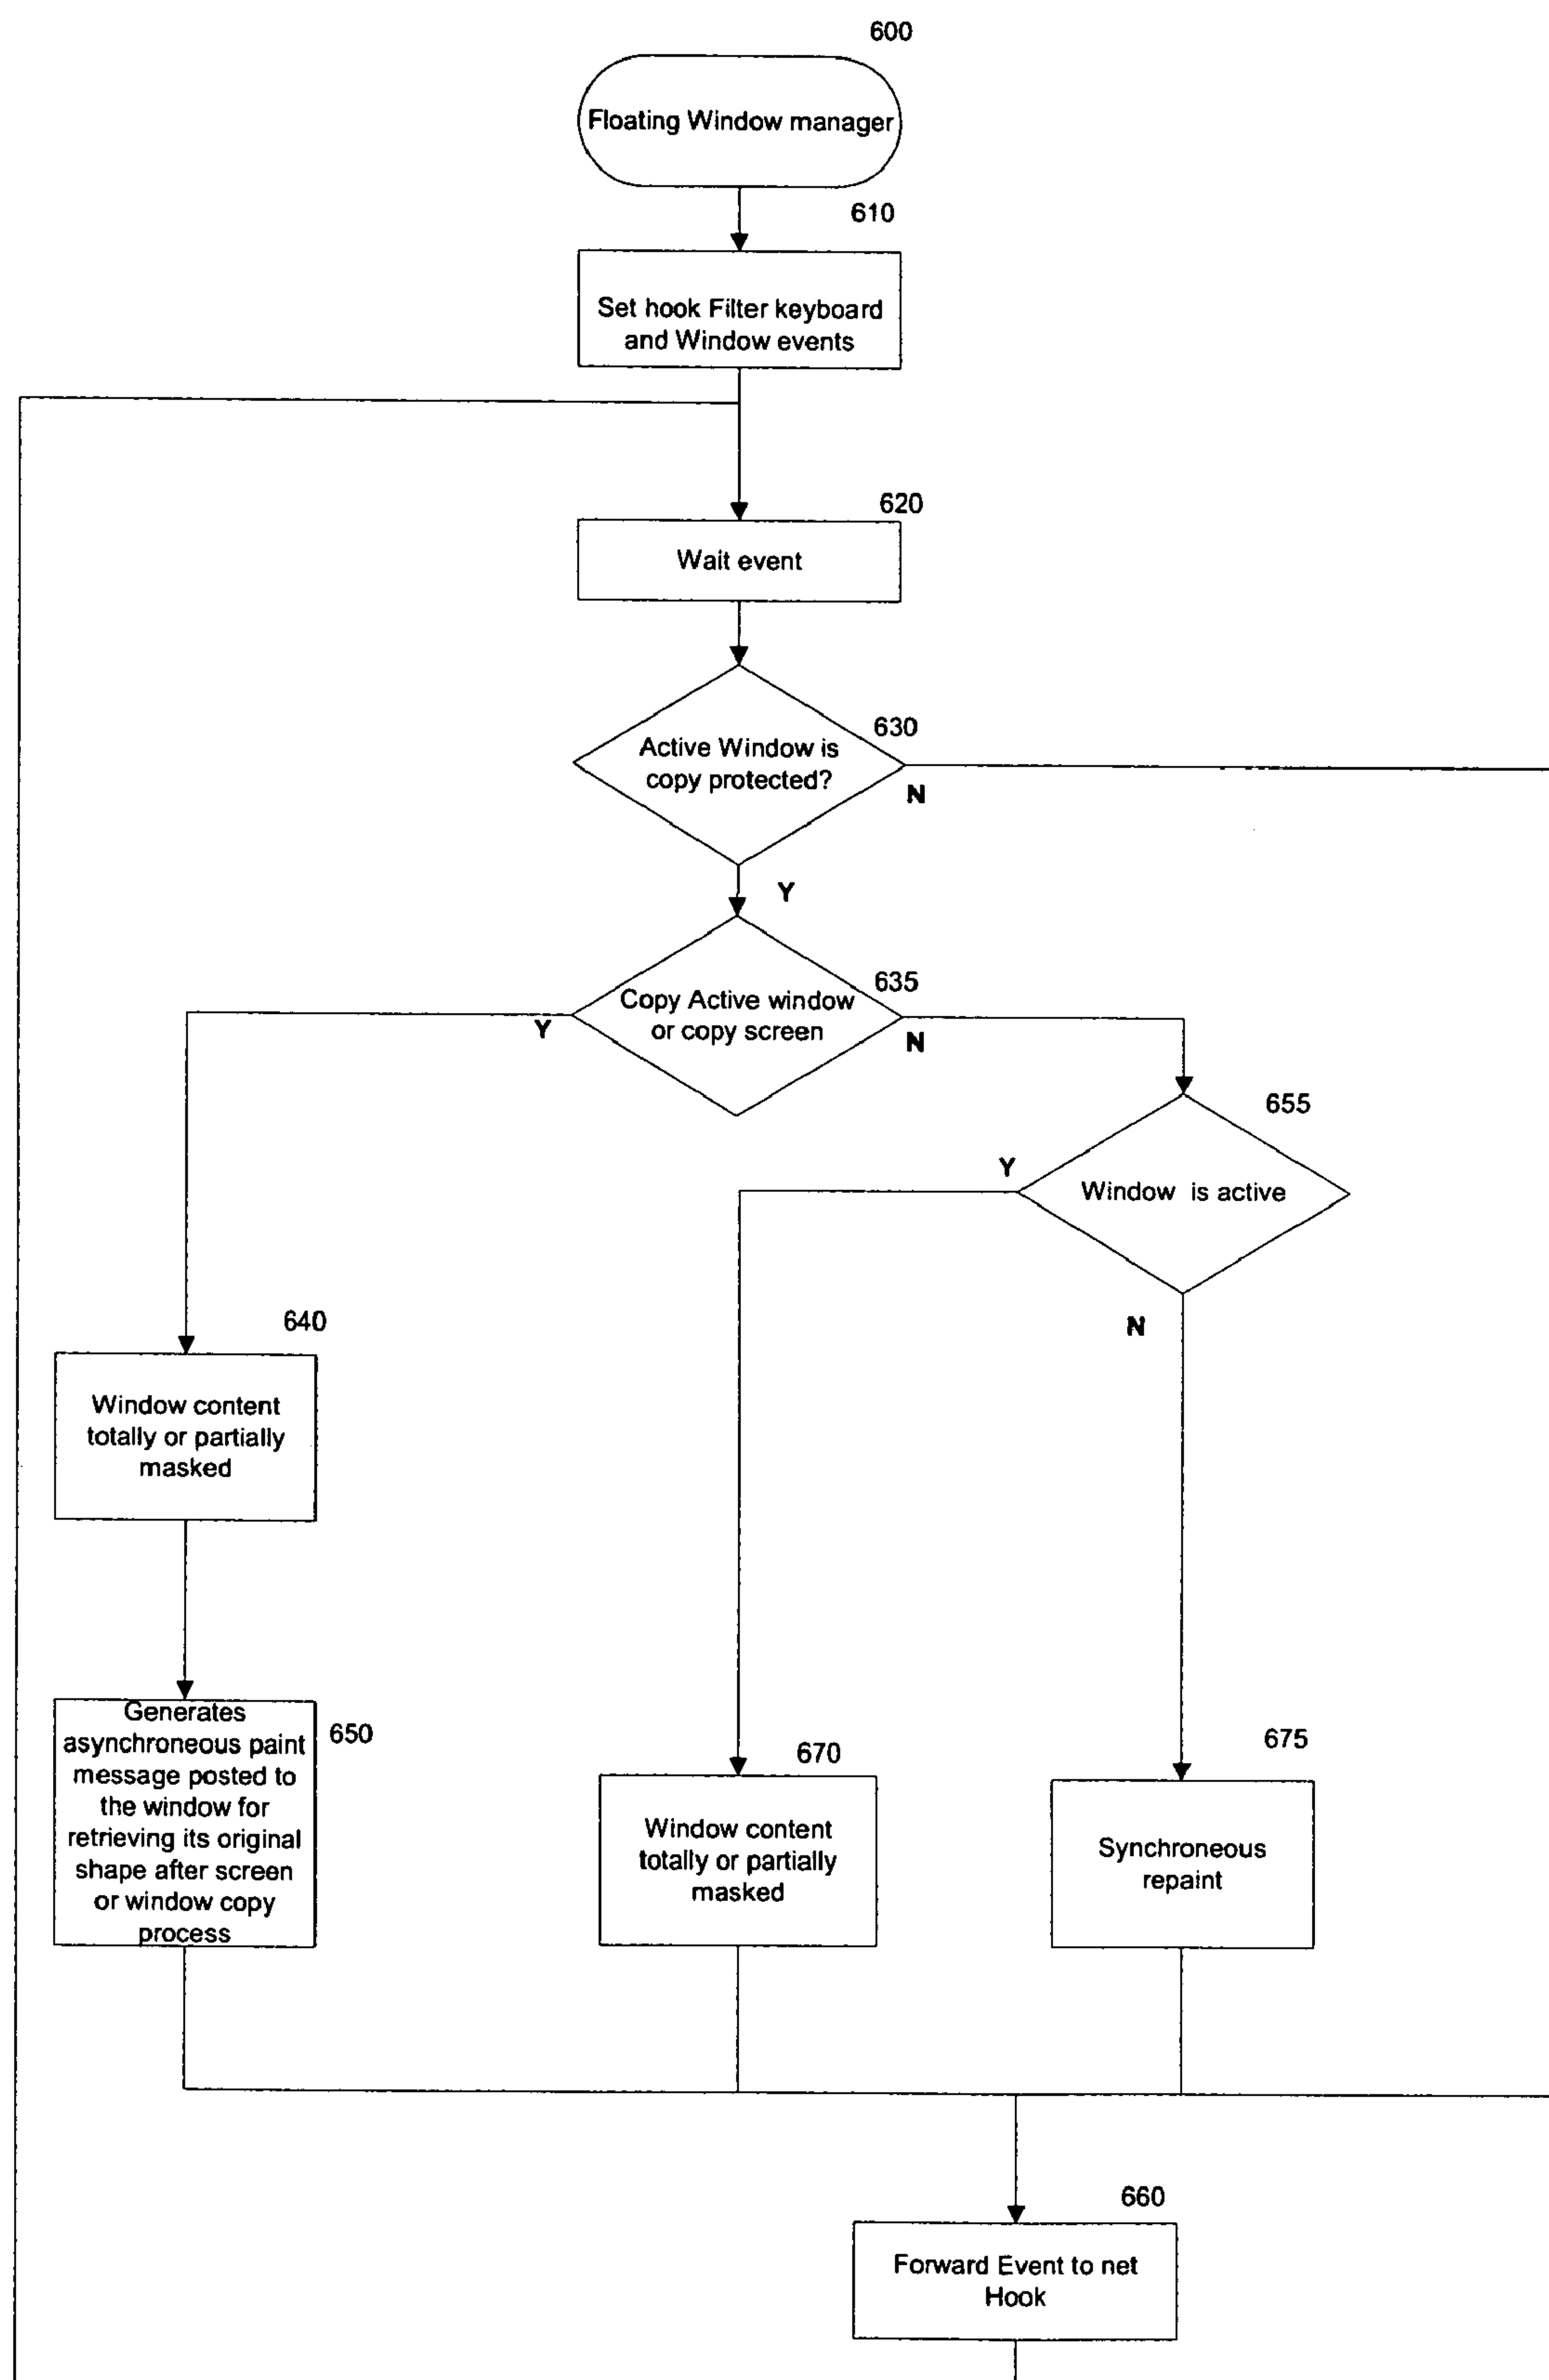 600
Floating Window manager
610
Set hook Filter keyboard
and Window events
620
Wait event
630
Active Window is
copy protected?
N
Y
635
Copy Active window
or copy screen
Y
N
655
Y
Window is active
N
640
Window content
totally or partially
masked
650
Generates
asynchroneous paint
message posted to
the window for
retrieving its original
shape after screen
or window copy
process
670
Window content
totally or partially
masked
675
Synchroneous
repaint
660
Forward Event to net
Hook